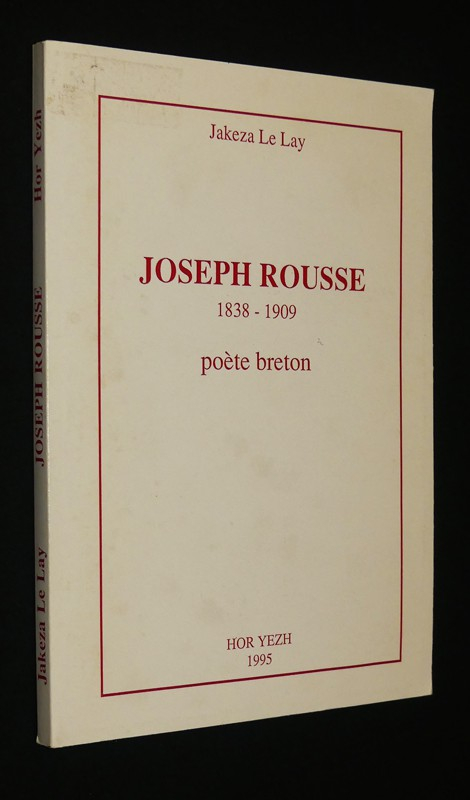 Jakeza Le Lay
JOSEPH ROUSSE
1838 - 1909
poète breton
HOR YEZH
1995
Jakeza Le Lay JOSEPH ROUSSE Hor Yezh